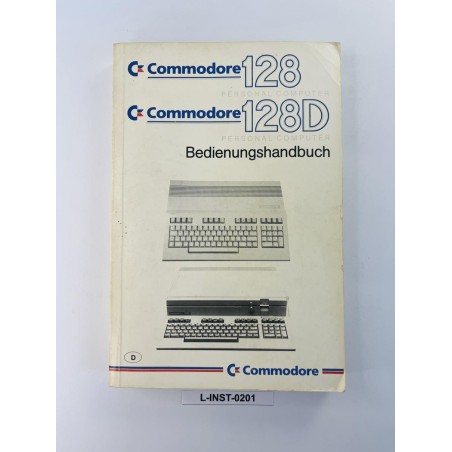 Commodore 128
PERSONAL COMPUTER
Commodore 128D
PERSONAL COMPUTER
Bedienungshandbuch
D
Commodore
L-INST-0201